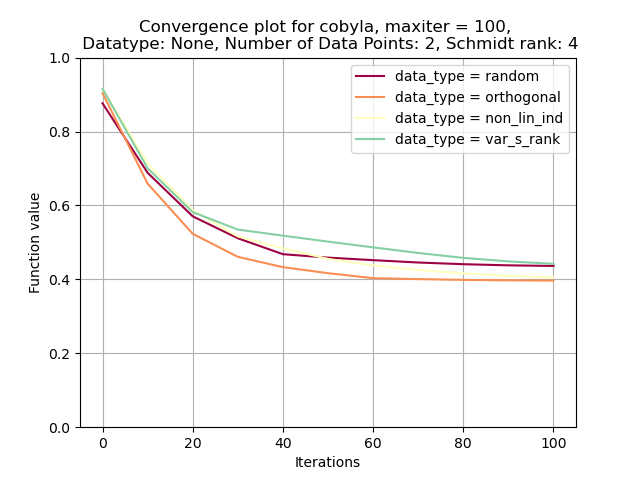 Convergence plot for cobyla, maxiter = 100,
Datatype: None, Number of Data Points: 2, Schmidt rank: 4
1.0
0.8
0.6
0.4
0.2
0.0
Function value
data_type = random
data_type = orthogonal
data_type = non_lin_ind
data_type = var_s_rank
0 20 40 60 80 100
Iterations